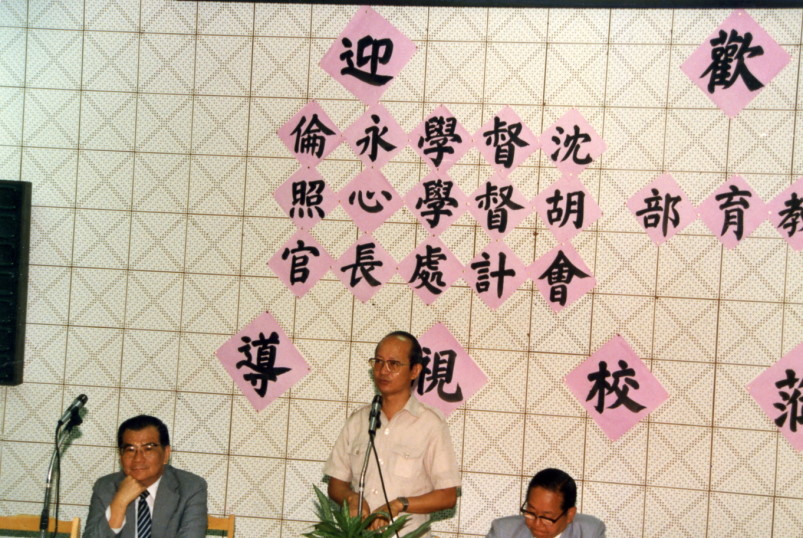 歡迎
教育部
沈督學永倫
胡督學心照
會計處長官
蒞校視導